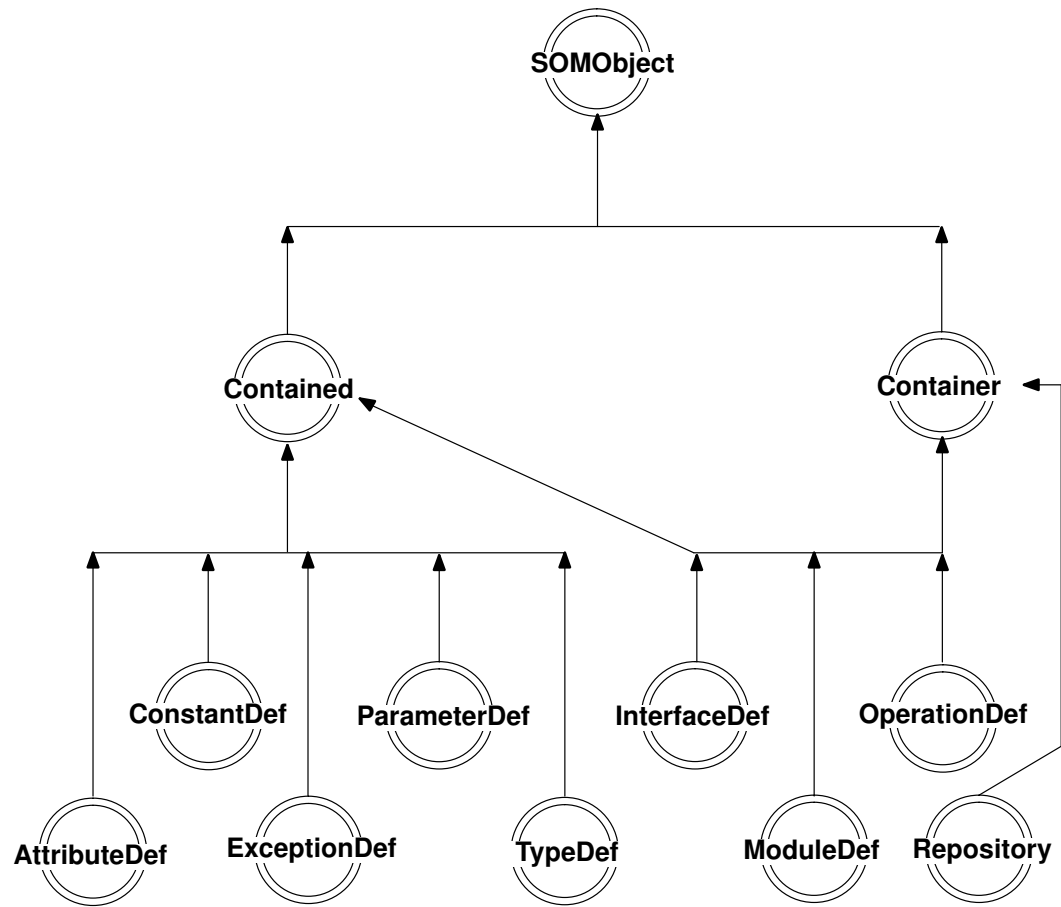 SOMObject
Contained
Container
ConstantDef
ParameterDef
InterfaceDef
OperationDef
AttributeDef
ExceptionDef
TypeDef
ModuleDef
Repository